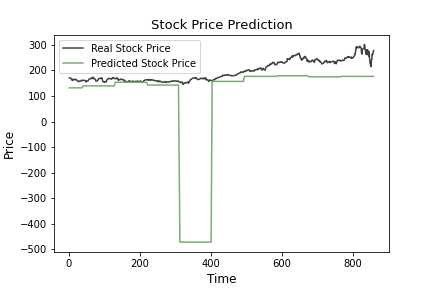 Stock Price Prediction
300
200
100
0
−100
−200
−300
−400
−500
Price
Real Stock Price
Predicted Stock Price
0 200 400 600 800
Time